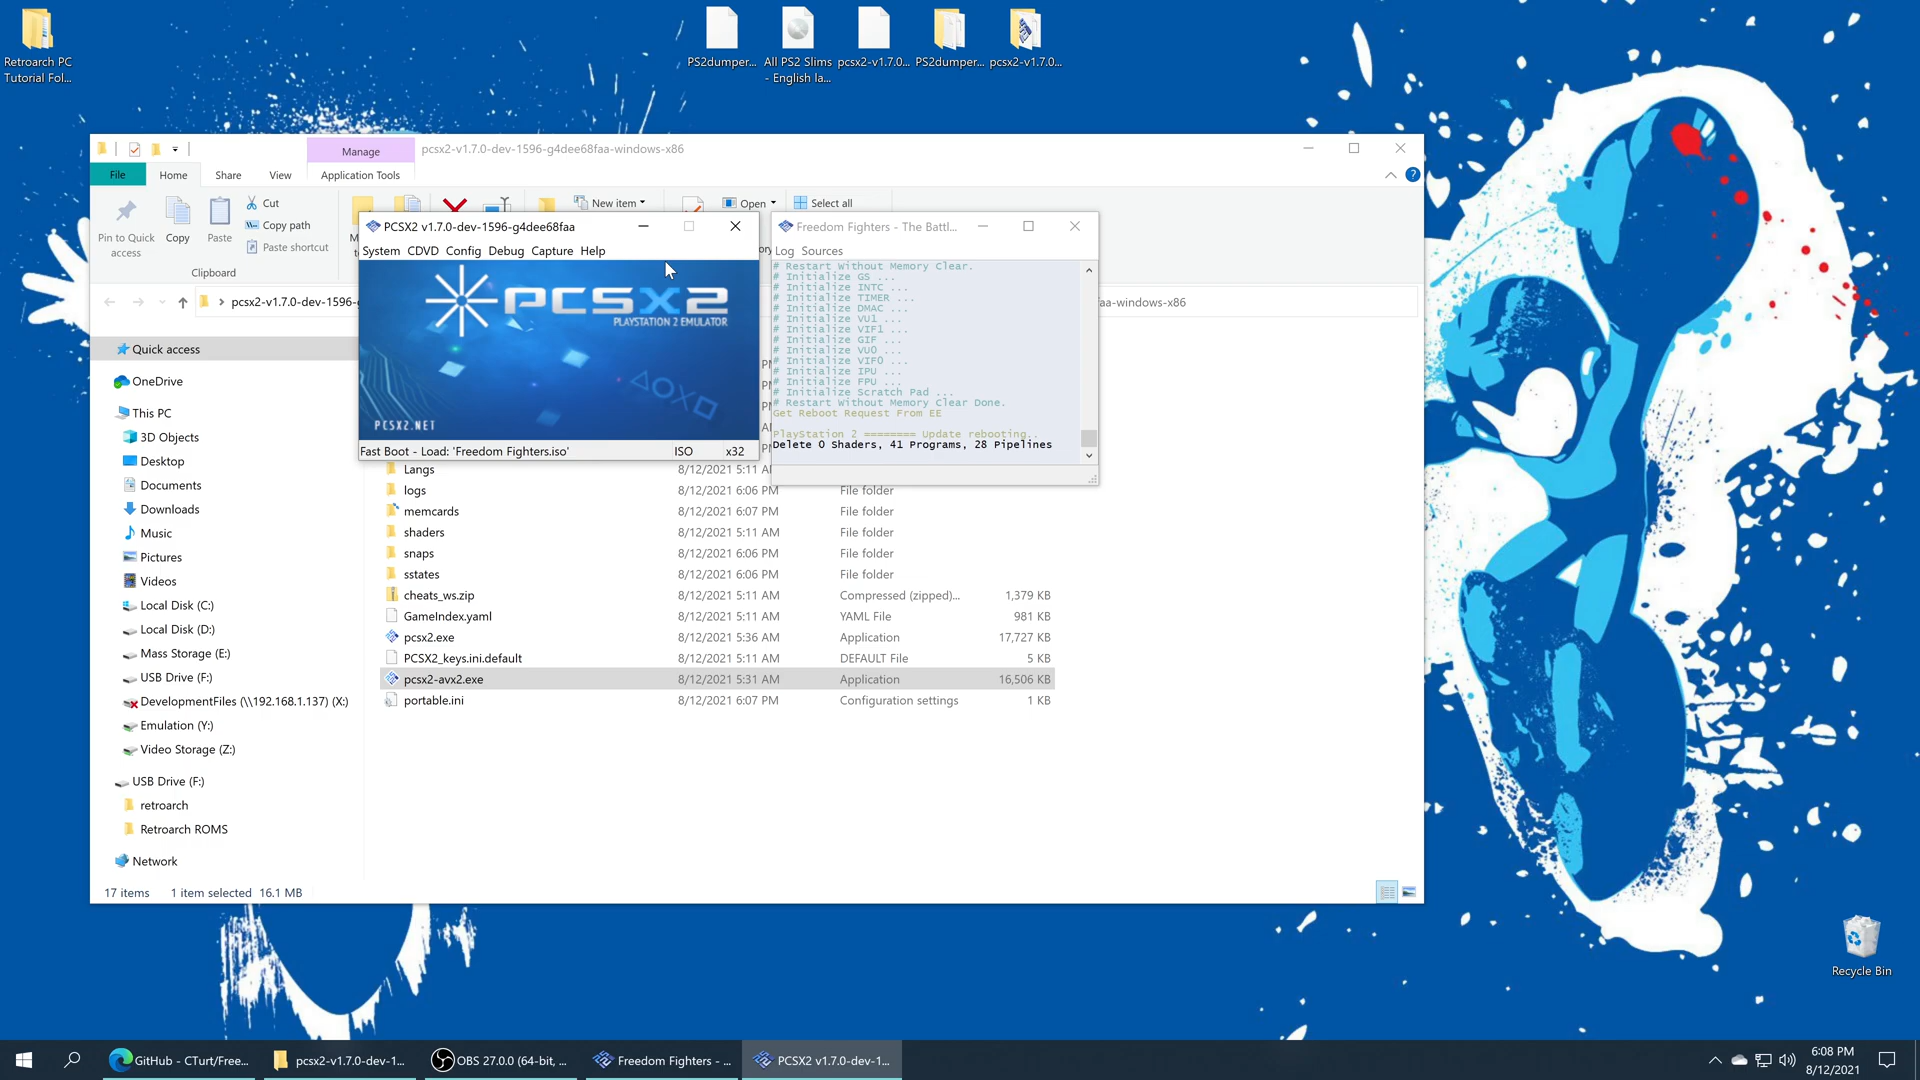 Retroarch PC
Tutorial Fol...
PS2dumper...
All PS2 Slims
- English la...
pcsx2-v1.7.0...
PS2dumper...
pcsx2-v1.7.0...
Manage
pcsx2-v1.7.0-dev-1596-g4dee68faa-windows-x86
File
Home
Share
View
Application Tools
Pin to Quick
access
Copy
Paste
Cut
Copy path
Paste shortcut
Clipboard
New item
Open
Select all
pcsx2-v1.7.0-dev-1596-
aa-windows-x86
PCSX2 v1.7.0-dev-1596-g4dee68faa
System CDVD Config Debug Capture Help
PCSX2
PLAYSTATION 2 EMULATOR
PCSX2.NET
Fast Boot - Load: 'Freedom Fighters.iso'
ISO
x32
Freedom Fighters - The Battl...
Log Sources
# Restart Without Memory Clear.
# Initialize GS ...
# Initialize INTC ...
# Initialize TIMER ...
# Initialize DMAC ...
# Initialize VU1 ...
# Initialize VIF1 ...
# Initialize GIF ...
# Initialize VU0 ...
# Initialize VIF0 ...
# Initialize IPU ...
# Initialize FPU ...
# Initialize Scratch Pad ...
# Restart Without Memory Clear Done.
Get Reboot Request From EE
PlayStation 2 ======== Update rebooting..
Delete 0 Shaders, 41 Programs, 28 Pipelines
Quick access
OneDrive
This PC
3D Objects
Desktop
Documents
Downloads
Music
Pictures
Videos
Local Disk (C:)
Local Disk (D:)
Mass Storage (E:)
USB Drive (F:)
DevelopmentFiles (\\192.168.1.137) (X:)
Emulation (Y:)
Video Storage (Z:)
USB Drive (F:)
retroarch
Retroarch ROMS
Network
Langs 8/12/2021 5:11 AM
logs 8/12/2021 6:06 PM File folder
memcards 8/12/2021 6:07 PM File folder
shaders 8/12/2021 5:11 AM File folder
snaps 8/12/2021 6:06 PM File folder
sstates 8/12/2021 6:06 PM File folder
cheats_ws.zip 8/12/2021 5:11 AM Compressed (zipped)... 1,379 KB
GameIndex.yaml 8/12/2021 5:11 AM YAML File 981 KB
pcsx2.exe 8/12/2021 5:36 AM Application 17,727 KB
PCSX2_keys.ini.default 8/12/2021 5:11 AM DEFAULT File 5 KB
pcsx2-avx2.exe 8/12/2021 5:31 AM Application 16,506 KB
portable.ini 8/12/2021 6:07 PM Configuration settings 1 KB
17 items 1 item selected 16.1 MB
Recycle Bin
GitHub - CTurt/Free...
pcsx2-v1.7.0-dev-1...
OBS 27.0.0 (64-bit, ...
Freedom Fighters - ...
PCSX2 v1.7.0-dev-1...
6:08 PM
8/12/2021